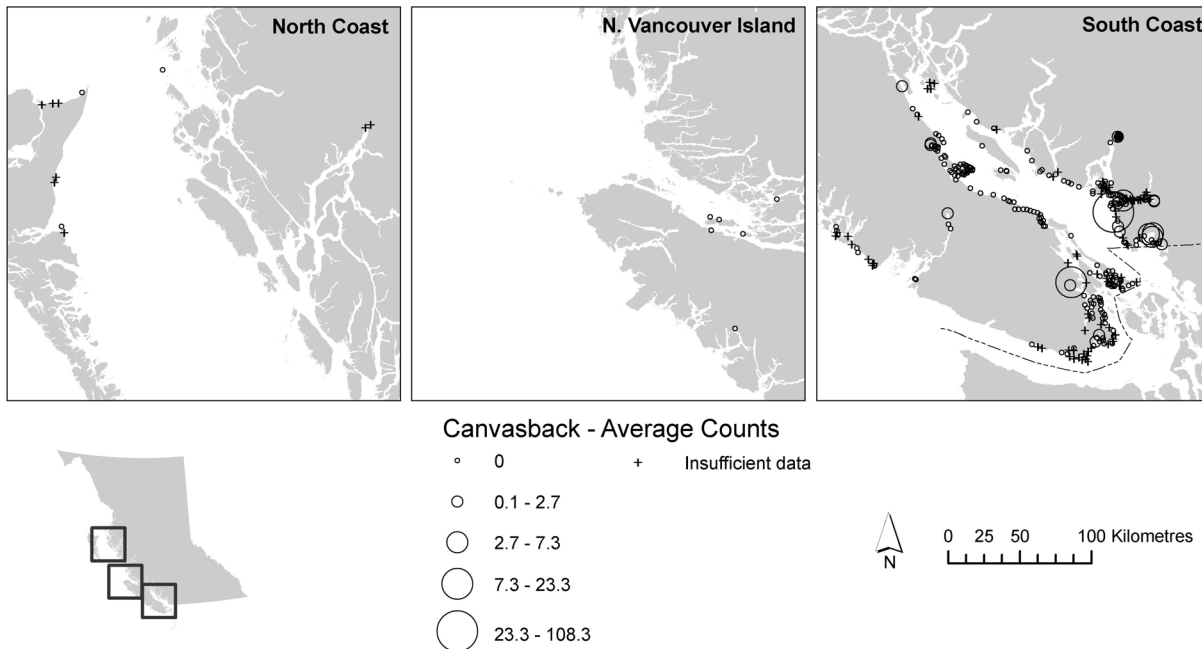 North Coast
N. Vancouver Island
South Coast
Canvasback - Average Counts
0
Insufficient data
0.1 - 2.7
2.7 - 7.3
7.3 - 23.3
23.3 - 108.3
N
0 25 50 100 Kilometres